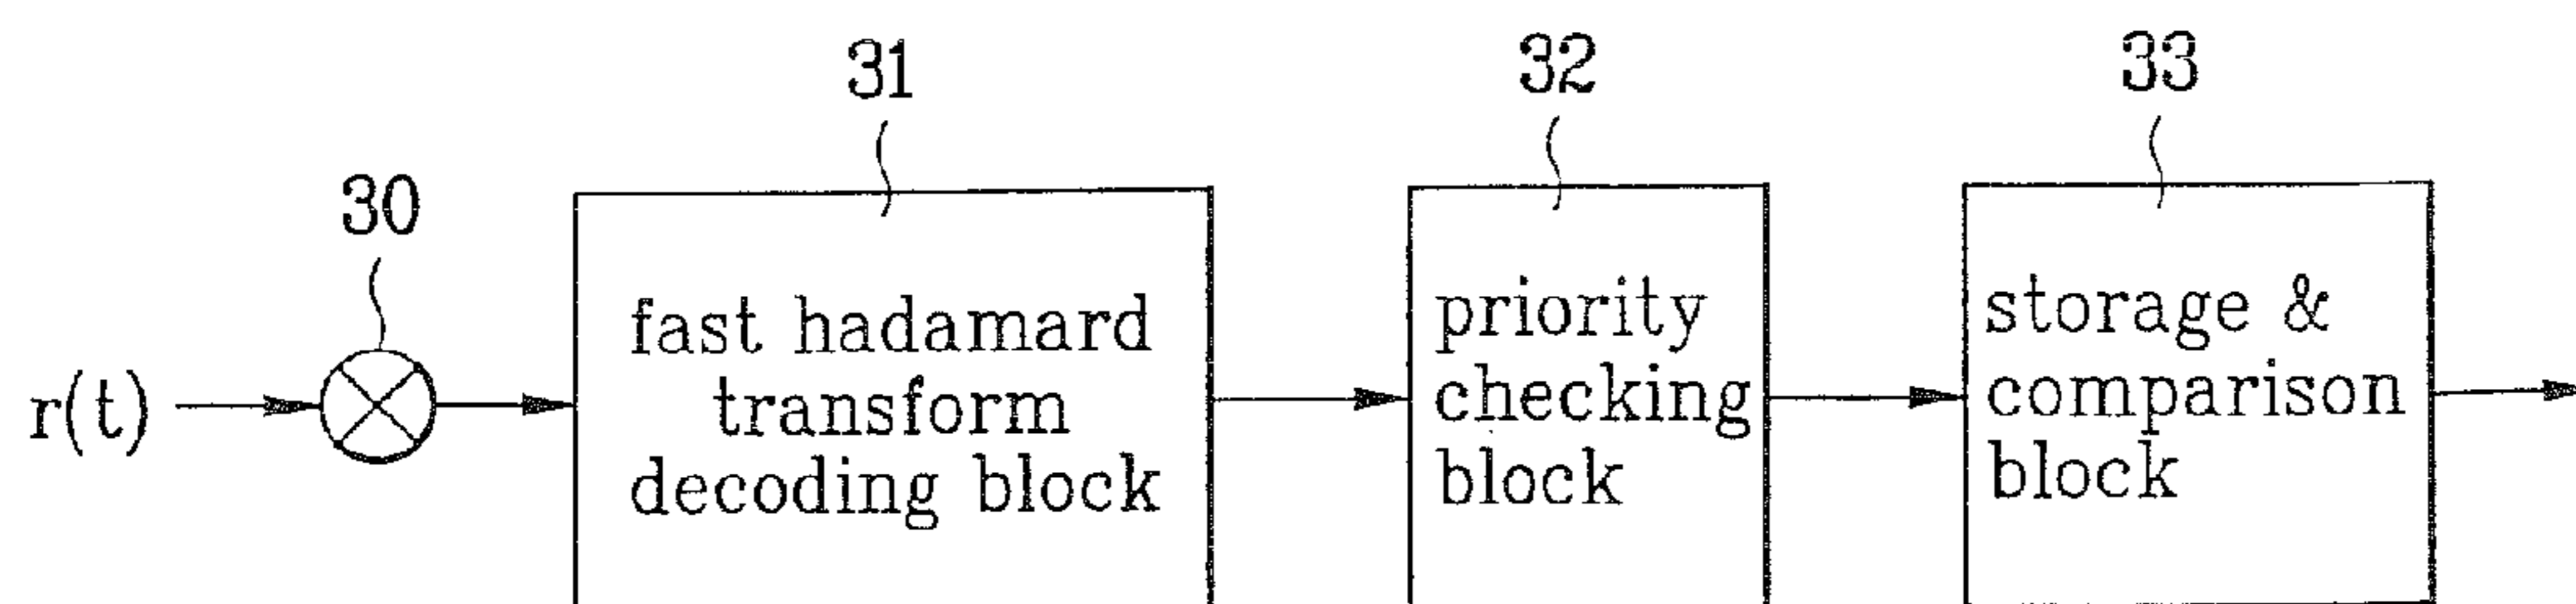 30
31
32
33
r(t)
fast hadamard
transform
decoding block
priority
checking
block
storage &
comparison
block